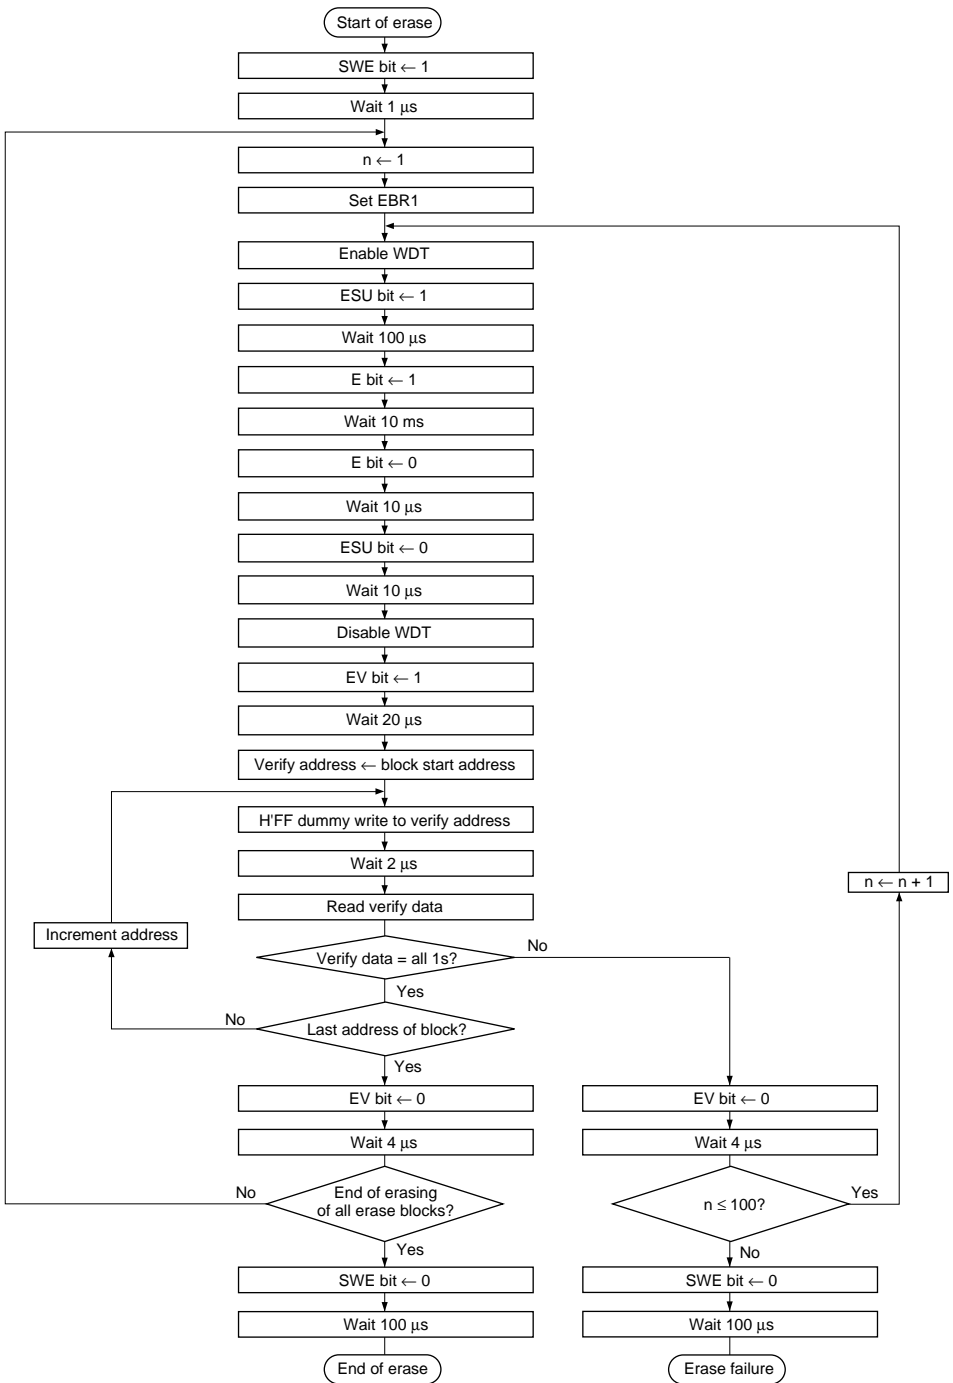 Start of erase
SWE bit ← 1
Wait 1 μs
n ← 1
Set EBR1
Enable WDT
ESU bit ← 1
Wait 100 μs
E bit ← 1
Wait 10 ms
E bit ← 0
Wait 10 μs
ESU bit ← 0
Wait 10 μs
Disable WDT
EV bit ← 1
Wait 20 μs
Verify address ← block start address
H'FF dummy write to verify address
Wait 2 μs
n ← n + 1
Read verify data
Increment address
Verify data = all 1s?
No
Yes
No
Last address of block?
Yes
EV bit ← 0
EV bit ← 0
Wait 4 μs
Wait 4 μs
No
End of erasing
of all erase blocks?
n ≤ 100?
Yes
Yes
No
SWE bit ← 0
SWE bit ← 0
Wait 100 μs
Wait 100 μs
End of erase
Erase failure